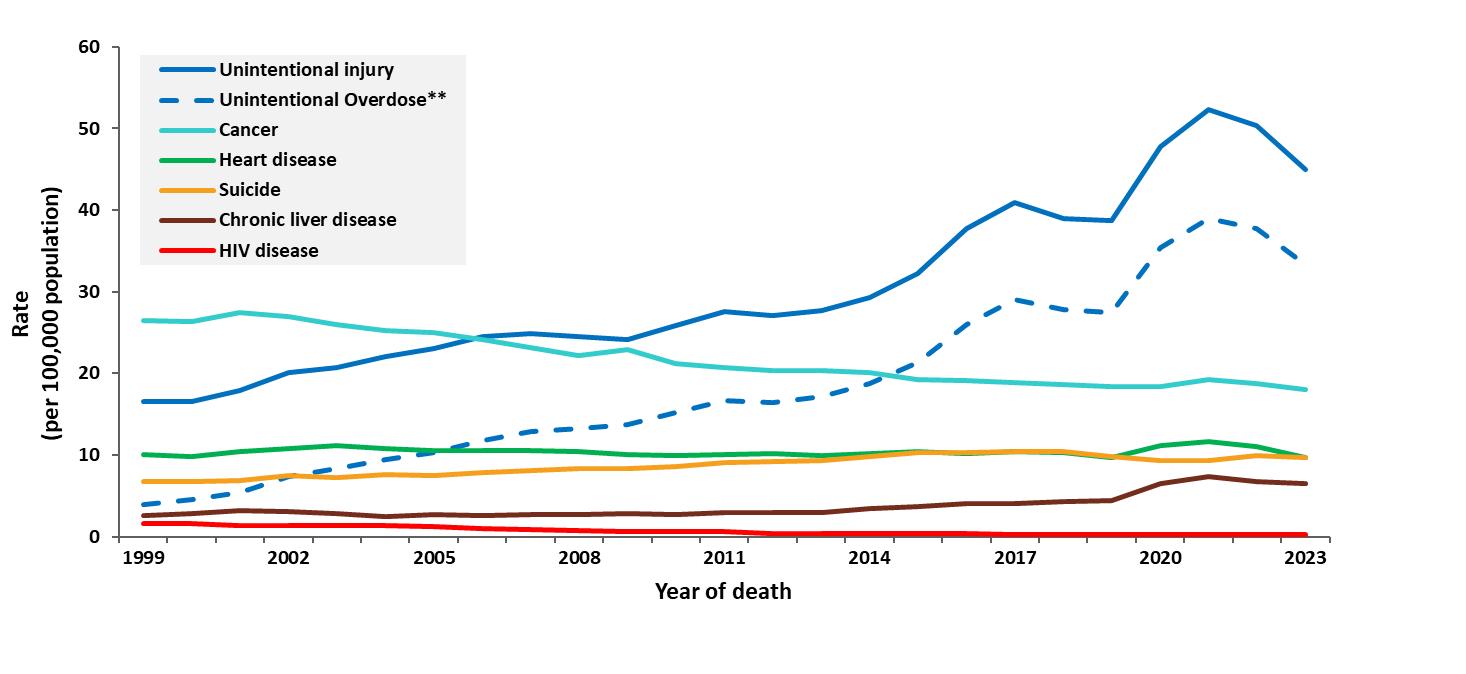 60
50
40
30
20
10
0
Rate
(per 100,000 population)
Unintentional injury
Unintentional Overdose**
Cancer
Heart disease
Suicide
Chronic liver disease
HIV disease
1999 2002 2005 2008 2011 2014 2017 2020 2023
Year of death